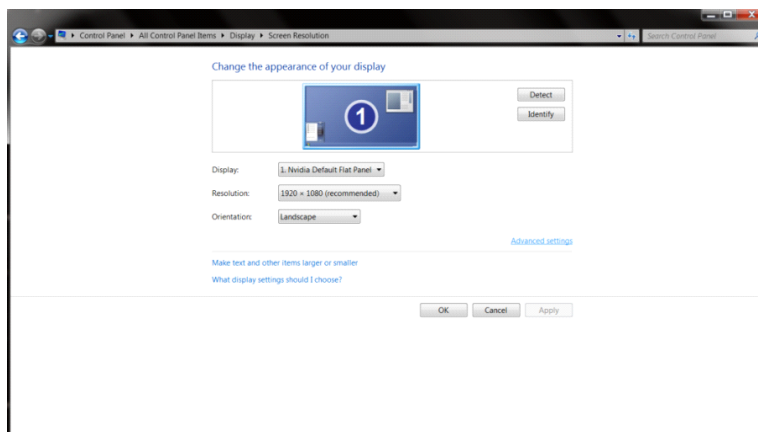 Control Panel ▸ All Control Panel Items ▸ Display ▸ Screen Resolution
Search Control Panel
Change the appearance of your display
1
Detect
Identify
Display: 1. Nvidia Default Flat Panel
Resolution: 1920 × 1080 (recommended)
Orientation: Landscape
Advanced settings
Make text and other items larger or smaller
What display settings should I choose?
OK Cancel Apply